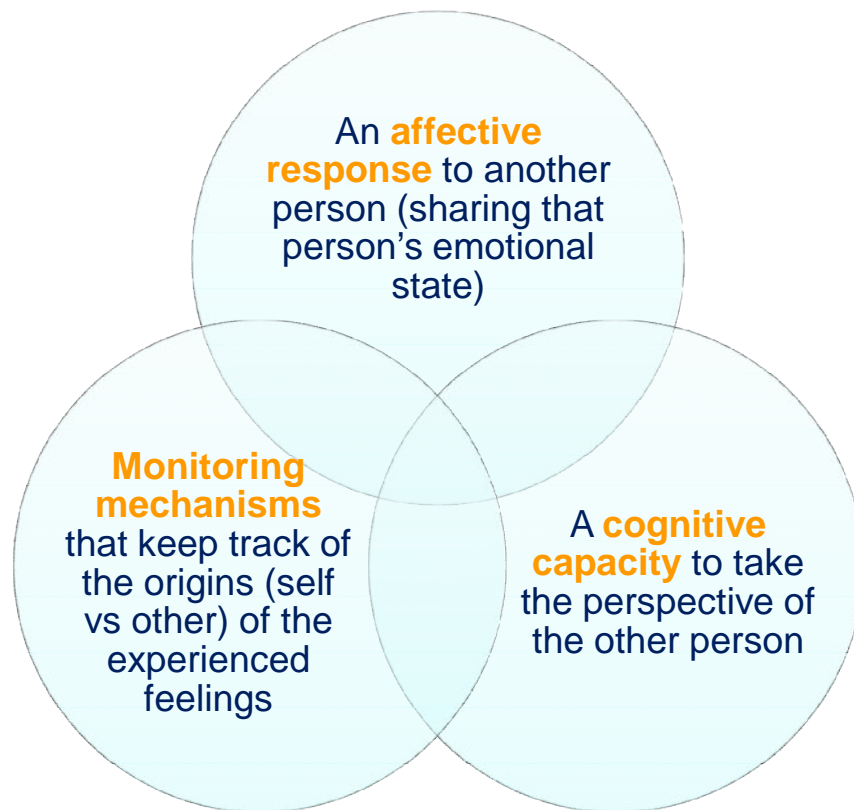 An affective
response to another
person (sharing that
person’s emotional
state)
Monitoring
mechanisms
that keep track of
the origins (self
vs other) of the
experienced
feelings
A cognitive
capacity to take
the perspective of
the other person